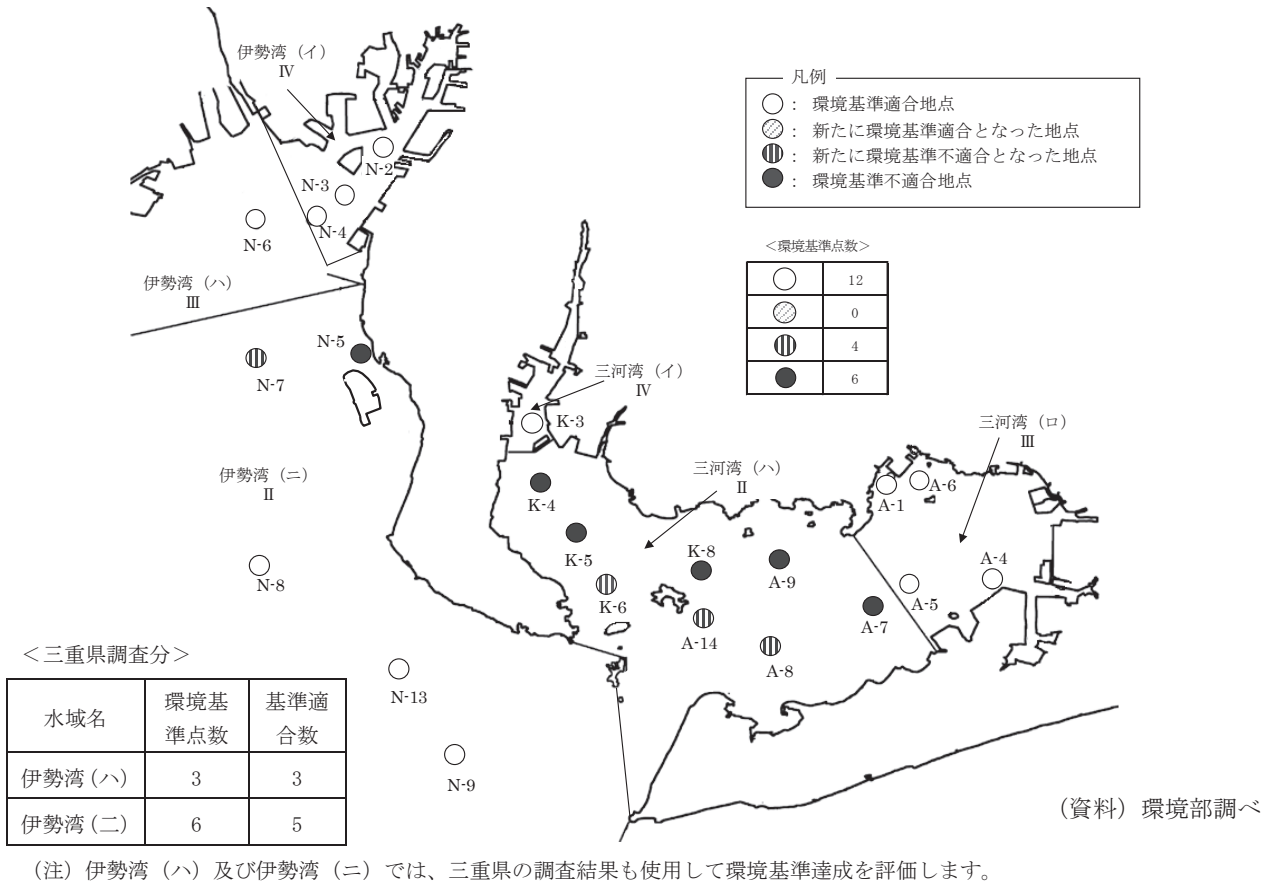 伊勢湾（イ）
Ⅳ
N-2
N-3
N-4
N-6
伊勢湾（ハ）
Ⅲ
N-5
N-7
伊勢湾（ニ）
Ⅱ
N-8
N-13
N-9
三河湾（イ）
Ⅳ
K-3
三河湾（ハ）
Ⅱ
K-4
K-5
K-6
K-8
A-9
A-14
A-8
A-7
三河湾（ロ）
Ⅲ
A-1
A-6
A-4
A-5
凡例
： 環境基準適合地点
： 新たに環境基準適合となった地点
： 新たに環境基準不適合となった地点
： 環境基準不適合地点
＜環境基準点数＞
12
0
4
6
＜三重県調査分＞
水域名 環境基準点数 基準適合数
伊勢湾（ハ） 3 3
伊勢湾（二） 6 5
（資料）環境部調べ
（注）伊勢湾（ハ）及び伊勢湾（ニ）では、三重県の調査結果も使用して環境基準達成を評価します。